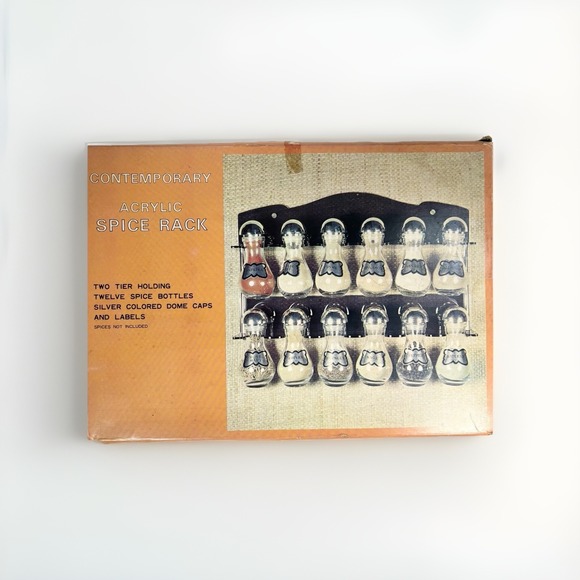 CONTEMPORARY
ACRYLIC
SPICE RACK
TWO TIER HOLDING
TWELVE SPICE BOTTLES
SILVER COLORED DOME CAPS
AND LABELS
SPICES NOT INCLUDED